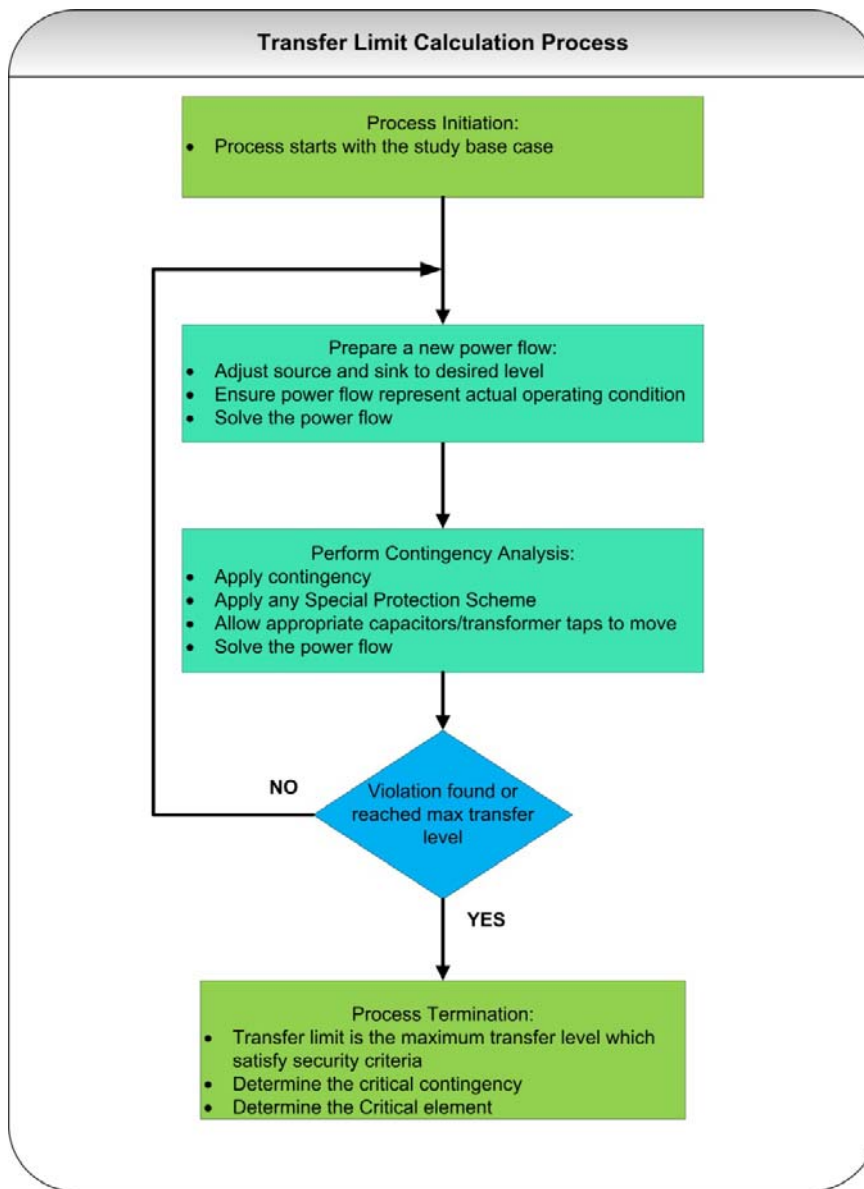 Transfer Limit Calculation Process
Process Initiation:
• Process starts with the study base case
Prepare a new power flow:
• Adjust source and sink to desired level
• Ensure power flow represent actual operating condition
• Solve the power flow
Perform Contingency Analysis:
• Apply contingency
• Apply any Special Protection Scheme
• Allow appropriate capacitors/transformer taps to move
• Solve the power flow
NO
Violation found or
reached max transfer
level
YES
Process Termination:
• Transfer limit is the maximum transfer level which
satisfy security criteria
• Determine the critical contingency
• Determine the Critical element